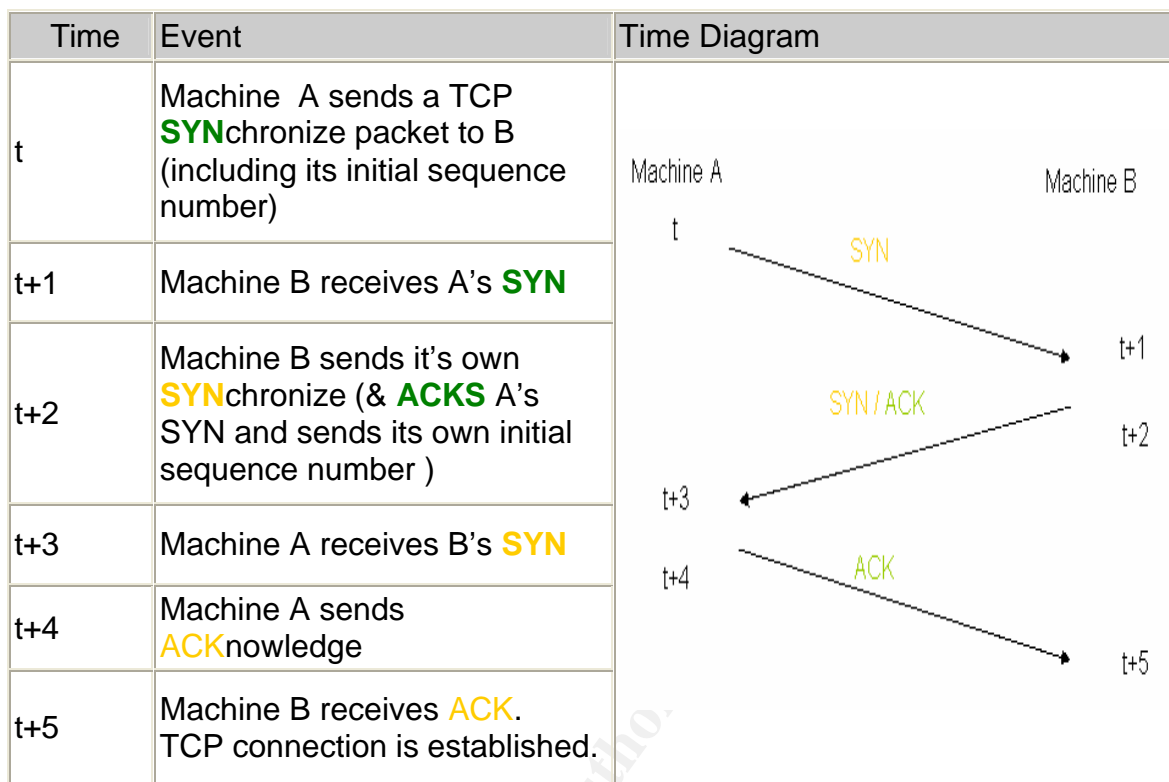 Time Event Time Diagram
t
Machine A sends a TCP
SYNchronize packet to B
(including its initial sequence
number)
t+1
Machine B receives A’s SYN
t+2
Machine B sends it’s own
SYNchronize (& ACKS A’s
SYN and sends its own initial
sequence number )
t+3
Machine A receives B’s SYN
t+4
Machine A sends
ACKnowledge
t+5
Machine B receives ACK.
TCP connection is established.
Machine A
Machine B
t
SYN
t+1
SYN / ACK
t+2
t+3
ACK
t+4
t+5